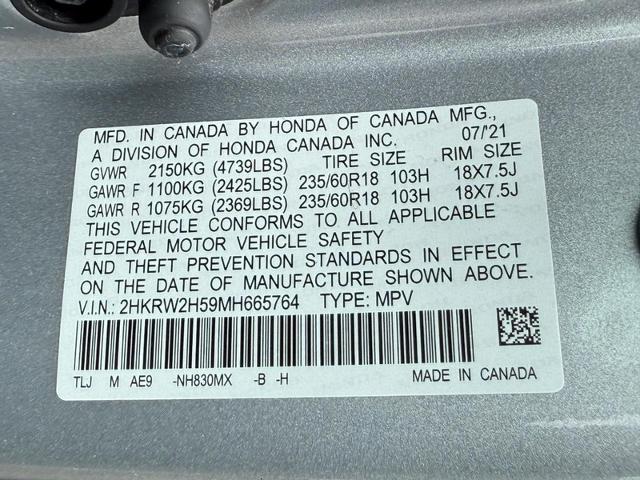 MFD. IN CANADA BY HONDA OF CANADA MFG.,
A DIVISION OF HONDA CANADA INC. 07/'21
GVWR 2150KG (4739LBS) TIRE SIZE RIM SIZE
GAWR F 1100KG (2425LBS) 235/60R18 103H 18X7.5J
GAWR R 1075KG (2369LBS) 235/60R18 103H 18X7.5J
THIS VEHICLE CONFORMS TO ALL APPLICABLE
FEDERAL MOTOR VEHICLE SAFETY
AND THEFT PREVENTION STANDARDS IN EFFECT
ON THE DATE OF MANUFACTURE SHOWN ABOVE.
V.I.N.: 2HKRW2H59MH665764 TYPE: MPV
TLJ M AE9 -NH830MX -B -H MADE IN CANADA